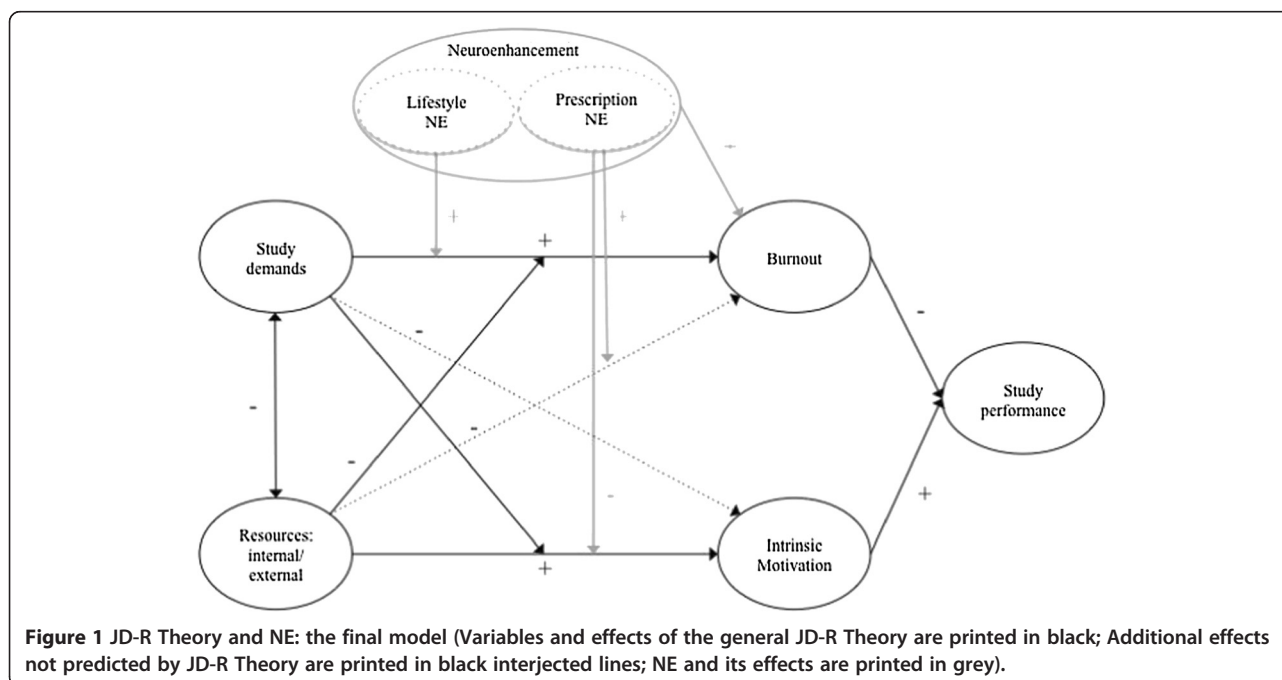 Neuroenhancement
Lifestyle
NE
Prescription
NE
+
+
+
Study
demands
+
Burnout
-
-
-
Study
performance
-
-
-
+
Resources:
internal/
external
+
Intrinsic
Motivation
Figure 1 JD-R Theory and NE: the final model (Variables and effects of the general JD-R Theory are printed in black; Additional effects
not predicted by JD-R Theory are printed in black interjected lines; NE and its effects are printed in grey).